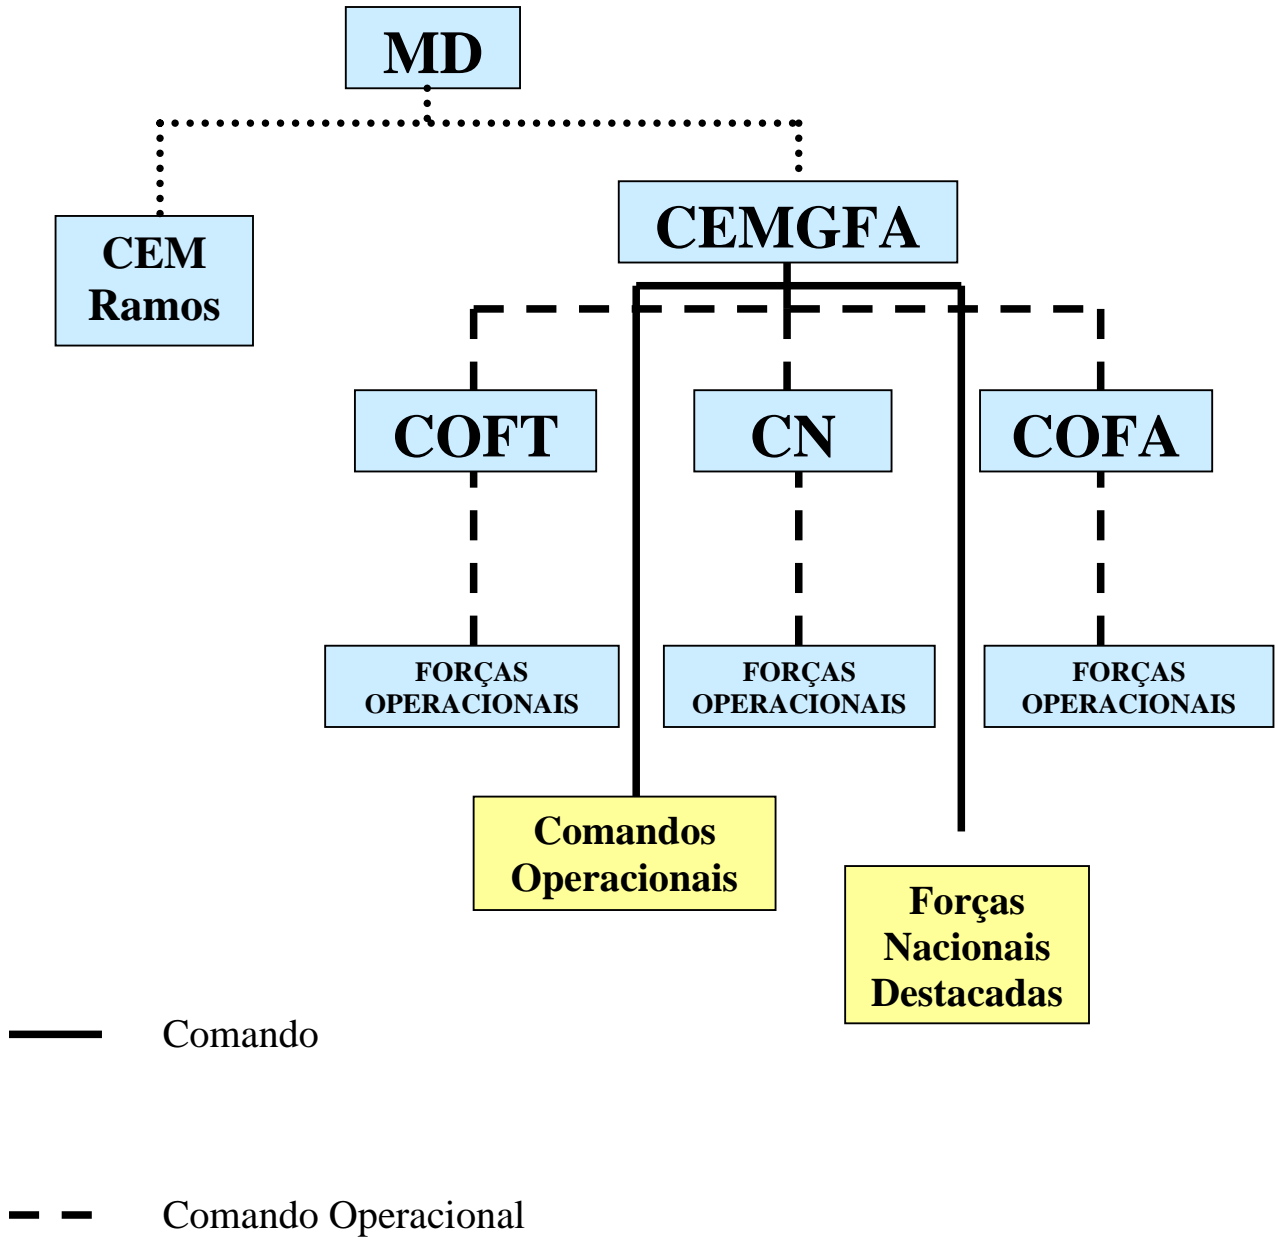 MD
CEM
Ramos
CEMGFA
COFT
CN
COFA
FORÇAS
OPERACIONAIS
FORÇAS
OPERACIONAIS
FORÇAS
OPERACIONAIS
Comandos
Operacionais
Forças
Nacionais
Destacadas
Comando
Comando Operacional